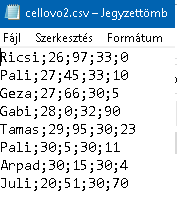 cellovo2.csv – Jegyzettömb
Fájl Szerkesztés Formátum
Ricsi;26;97;33;0
Pali;27;45;33;10
Geza;27;66;30;5
Gabi;28;0;32;90
Tamas;29;95;30;23
Pali;30;5;30;11
Arpad;30;15;30;4
Juli;20;51;30;70